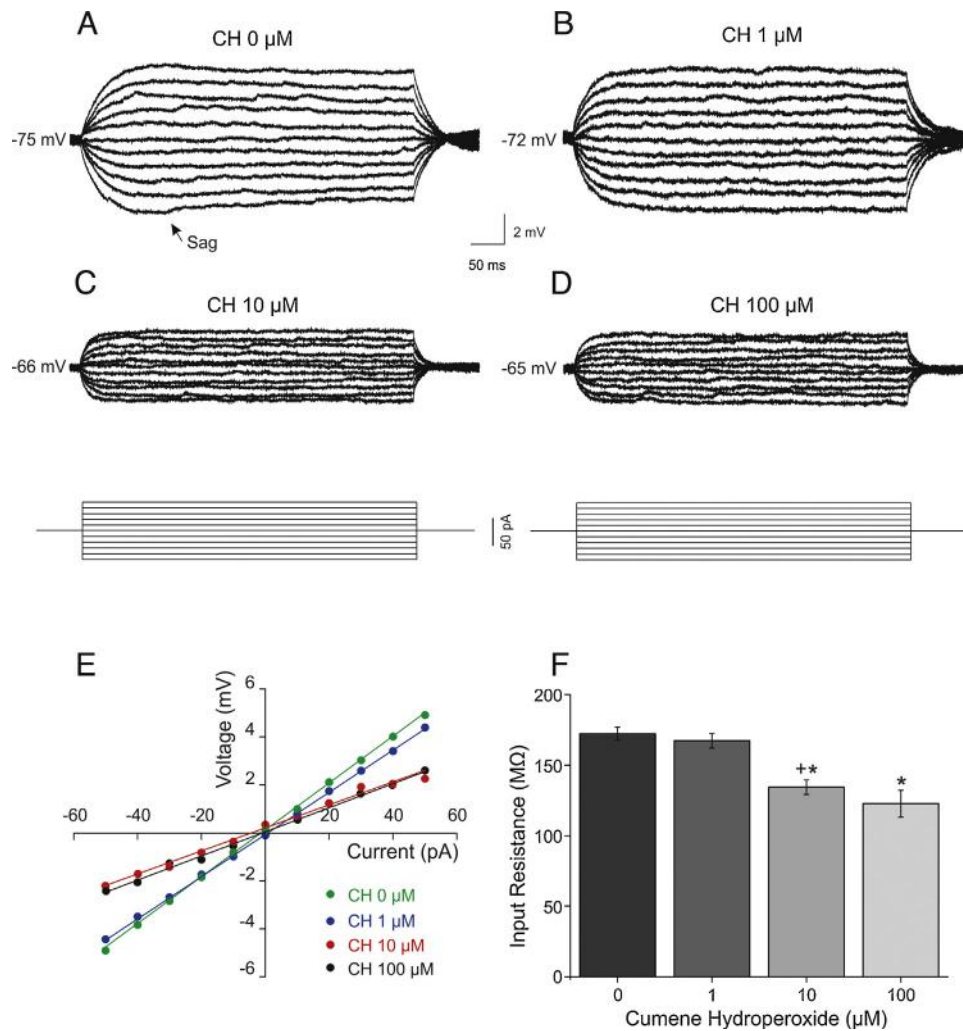 A
CH 0 µM
-75 mV
Sag
B
CH 1 µM
-72 mV
2 mV
50 ms
C
CH 10 µM
-66 mV
D
CH 100 µM
-65 mV
50 pA
E
Voltage (mV)
6
4
2
-60 -40 -20 0 20 40 60
Current (pA)
-2
-4
-6
CH 0 µM
CH 1 µM
CH 10 µM
CH 100 µM
F
Input Resistance (MΩ)
200
150
100
50
0
+*
*
0 1 10 100
Cumene Hydroperoxide (µM)